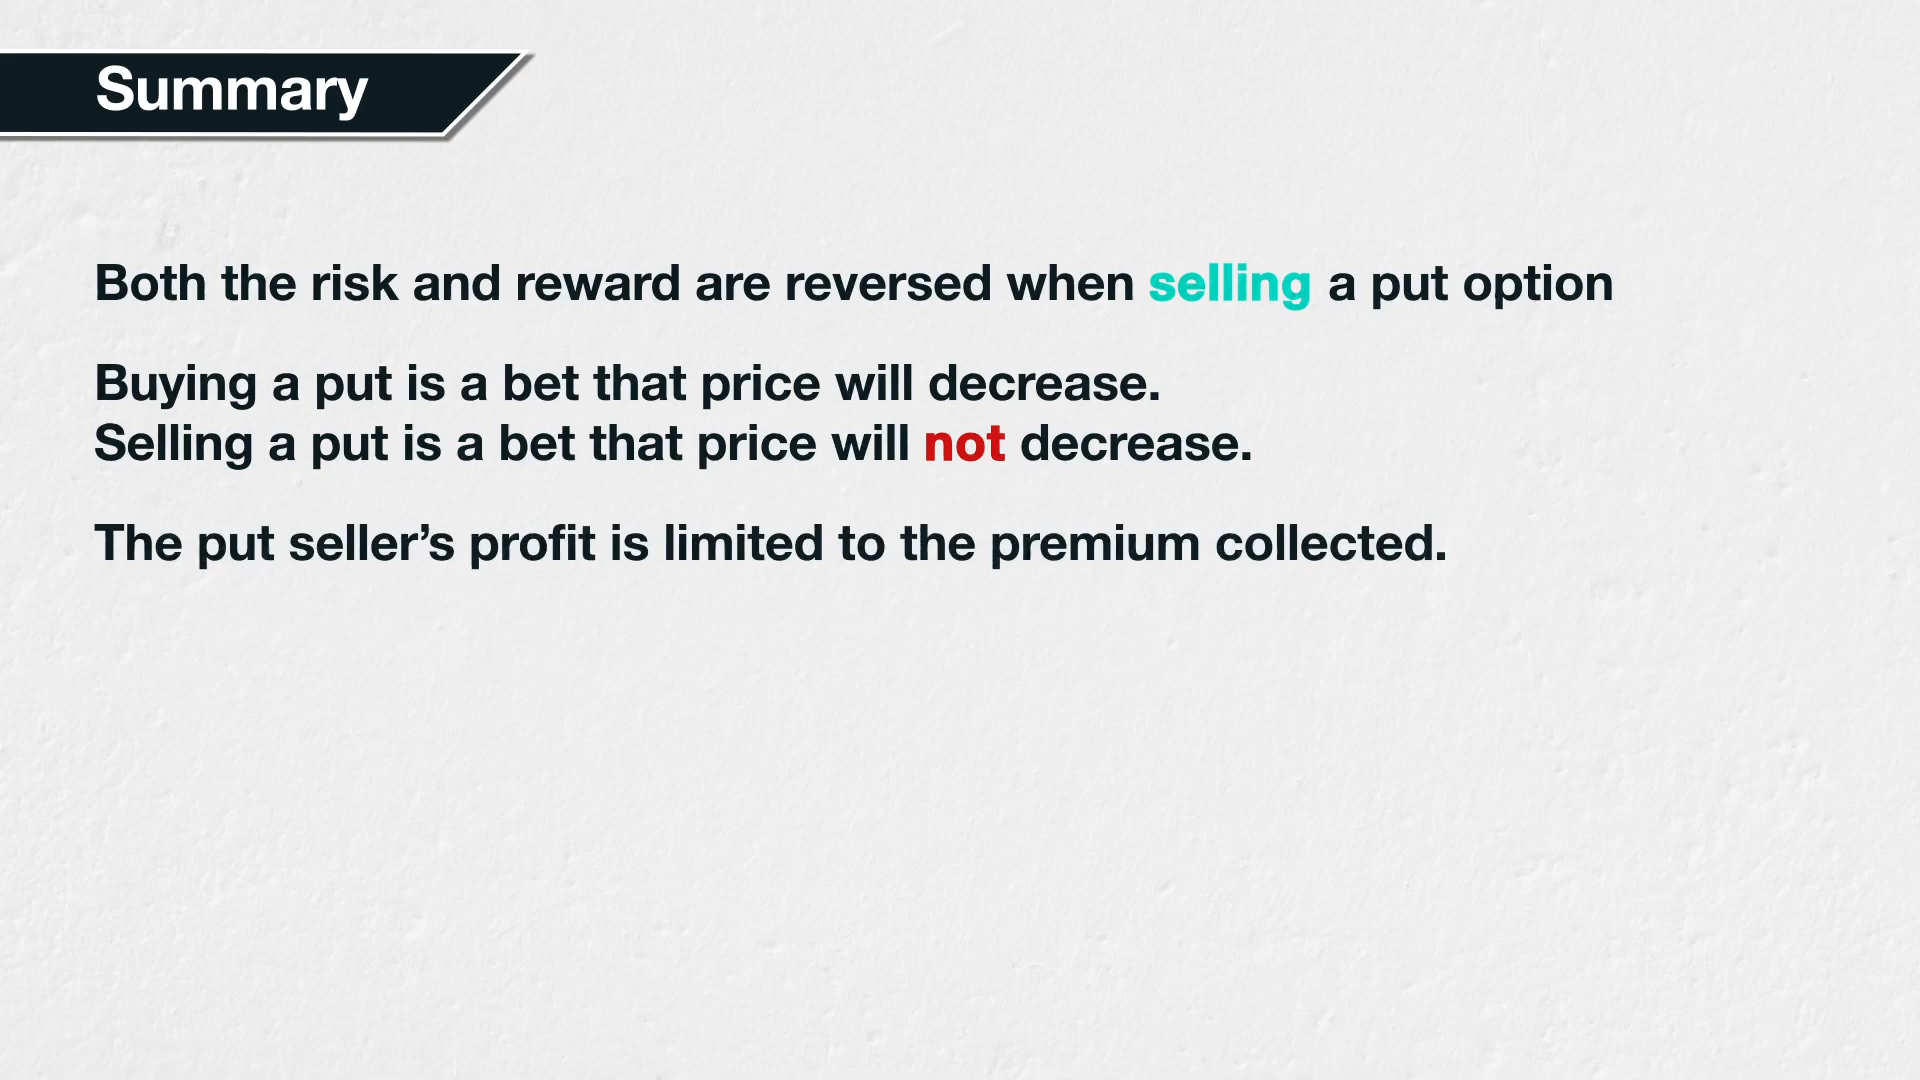 Summary
Both the risk and reward are reversed when selling a put option
Buying a put is a bet that price will decrease.
Selling a put is a bet that price will not decrease.
The put seller’s profit is limited to the premium collected.